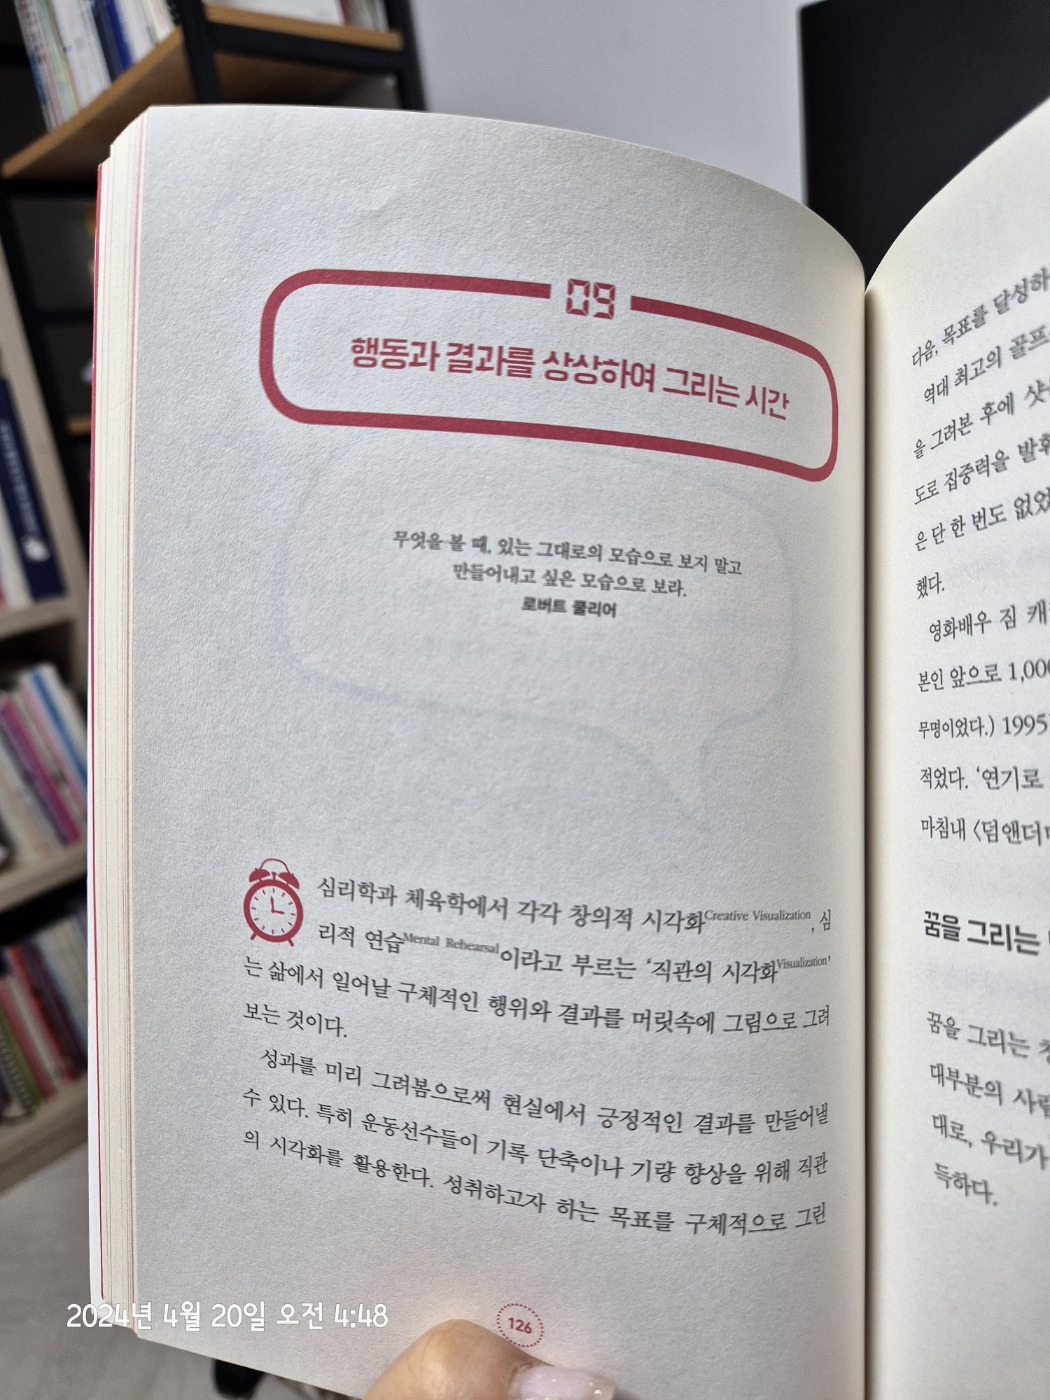 09
행동과 결과를 상상하여 그리는 시간
무엇을 볼 때, 있는 그대로의 모습으로 보지 말고
만들어내고 싶은 모습으로 보라.
로버트 쿨리어
심리학과 체육학에서 각각 창의적 시각화Creative Visualization, 심
리적 연습Mental Rehearsal이라고 부르는 ‘직관의 시각화Visualization’
는 삶에서 일어날 구체적인 행위와 결과를 머릿속에 그림으로 그려
보는 것이다.
성과를 미리 그려봄으로써 현실에서 긍정적인 결과를 만들어낼
수 있다. 특히 운동선수들이 기록 단축이나 기량 향상을 위해 직관
의 시각화를 활용한다. 성취하고자 하는 목표를 구체적으로 그린
126
다음, 목표를 달성하
역대 최고의 골프
을 그려본 후에 샷
도로 집중력을 발휘
은 단 한 번도 없었
했다.
영화배우 짐 캐
본인 앞으로 1,000
무명이었다.) 1995
적었다. ‘연기로
마침내 〈덤앤더
꿈을 그리는
꿈을 그리는
대부분의 사람
대로, 우리가
득하다.
2024년 4월 20일 오전 4:48